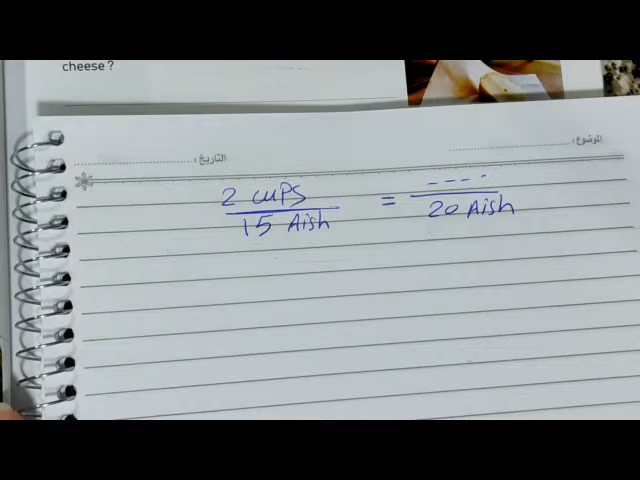 cheese?
التاريخ: الموضوع:
2 cups = ----
15 Aish 20 Aish